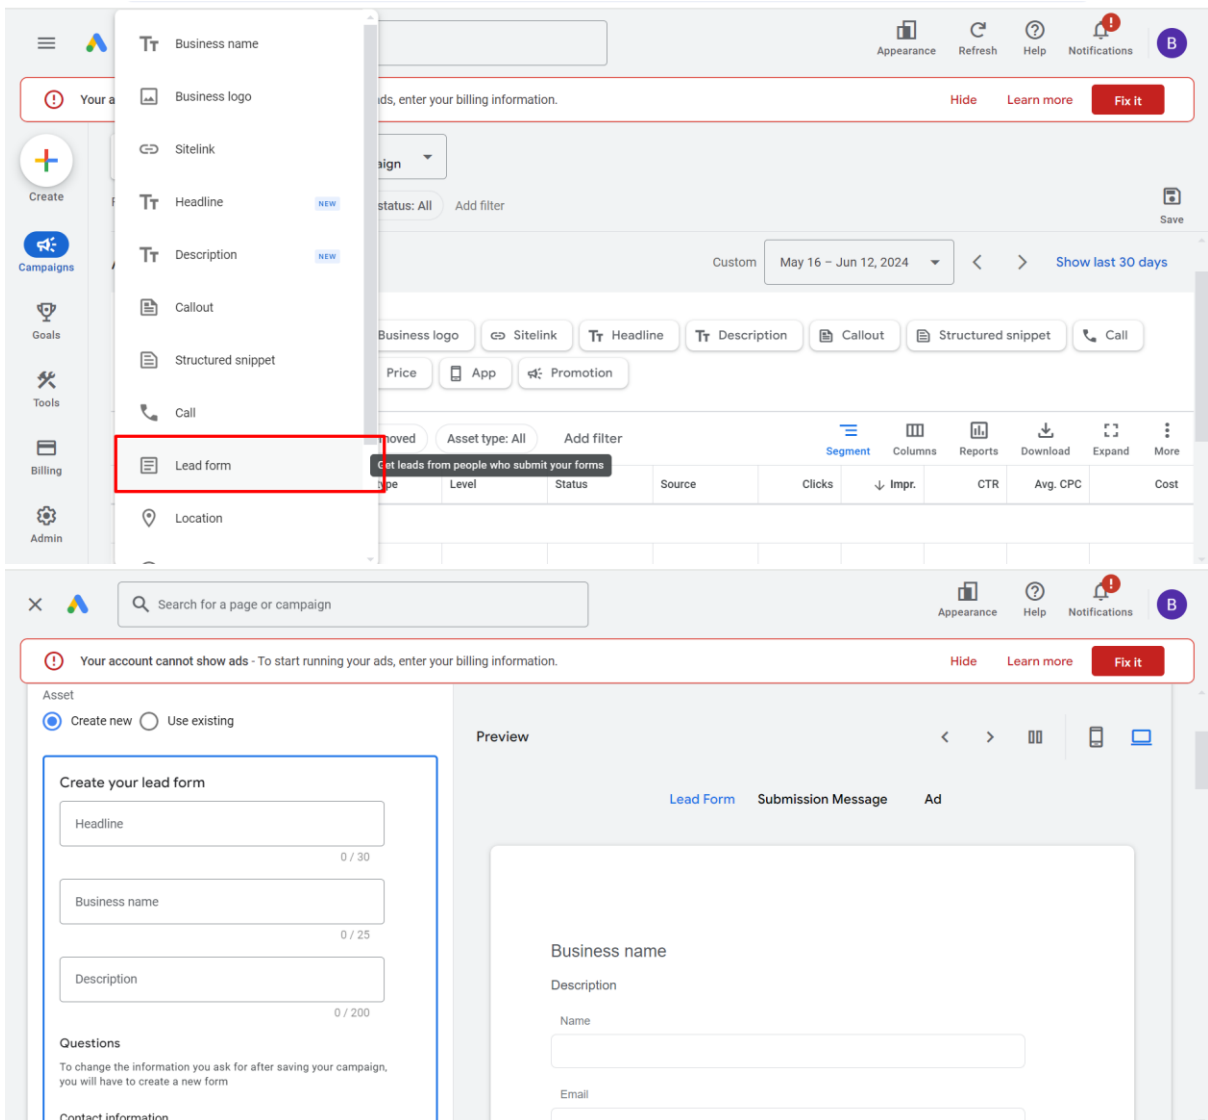 Business name
Appearance
Refresh
Help
Notifications
B
Your a
Business logo
ds, enter your billing information.
Hide
Learn more
Fix it
Create
Sitelink
aign
Headline
NEW
status: All
Add filter
Save
Campaigns
Description
NEW
Custom
May 16 – Jun 12, 2024
Show last 30 days
Goals
Callout
Business logo
Sitelink
Headline
Description
Callout
Structured snippet
Call
Structured snippet
Price
App
Promotion
Tools
Call
moved
Asset type: All
Add filter
Segment
Columns
Reports
Download
Expand
More
Billing
Lead form
Get leads from people who submit your forms
type
Level
Status
Source
Clicks
Impr.
CTR
Avg. CPC
Cost
Location
Admin
Search for a page or campaign
Appearance
Help
Notifications
B
Your account cannot show ads - To start running your ads, enter your billing information.
Hide
Learn more
Fix it
Asset
Create new
Use existing
Preview
Create your lead form
Lead Form
Submission Message
Ad
Headline
0 / 30
Business name
0 / 25
Description
0 / 200
Business name
Description
Name
Email
Questions
To change the information you ask for after saving your campaign,
you will have to create a new form
Contact information